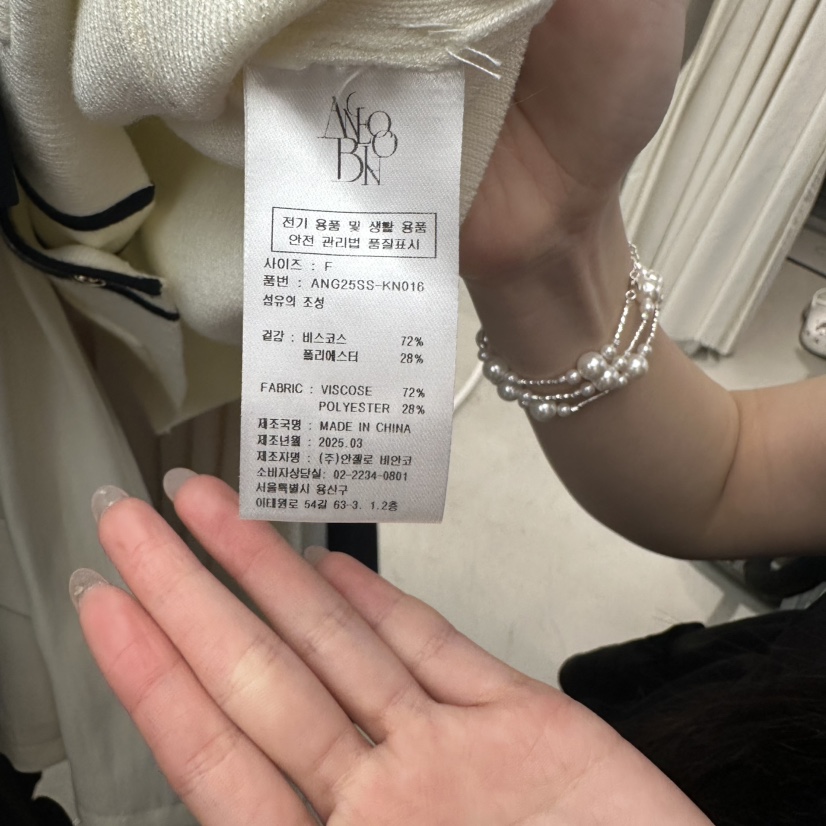 전기 용품 및 생활 용품
안전 관리법 품질표시
사이즈 : F
품번 : ANG25SS-KN016
섬유의 조성
겉감 : 비스코스 72%
폴리에스터 28%
FABRIC : VISCOSE 72%
POLYESTER 28%
제조국명 : MADE IN CHINA
제조년월 : 2025.03
제조자명 : (주)안젤로 비안코
소비자상담실: 02-2234-0801
서울특별시 용산구
이태원로 54길 63-3. 1.2층